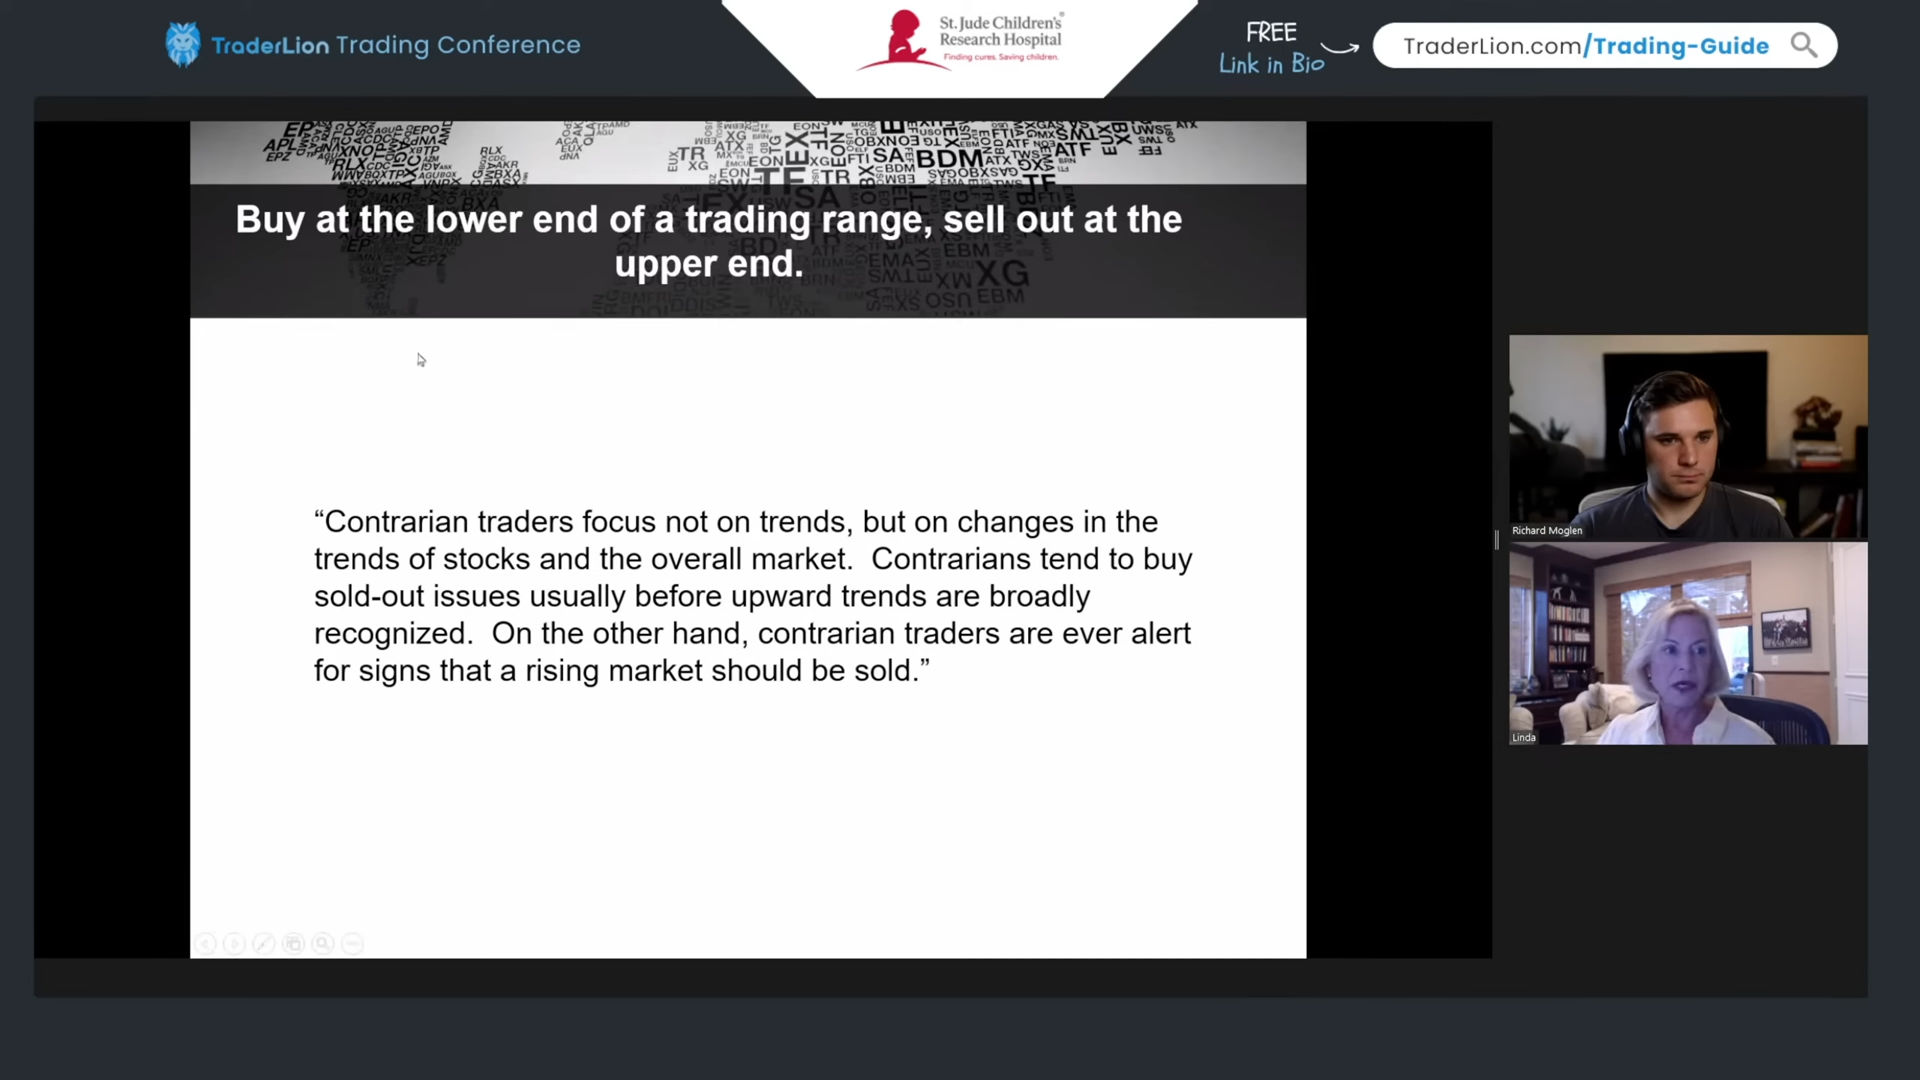 TraderLion Trading Conference
St. Jude Children's®
Research Hospital
Finding cures. Saving children.
FREE
Link in Bio
TraderLion.com/Trading-Guide
Buy at the lower end of a trading range, sell out at the
upper end.
“Contrarian traders focus not on trends, but on changes in the
trends of stocks and the overall market.  Contrarians tend to buy
sold-out issues usually before upward trends are broadly
recognized.  On the other hand, contrarian traders are ever alert
for signs that a rising market should be sold.”
Richard Moglen
Linda